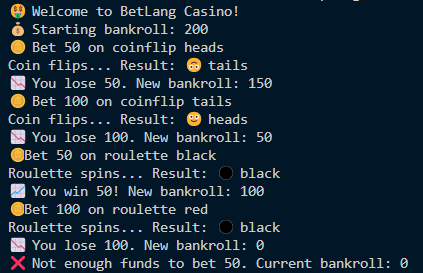 🤑 Welcome to BetLang Casino!
💰 Starting bankroll: 200
🪙 Bet 50 on coinflip heads
Coin flips... Result: 🙃 tails
📉 You lose 50. New bankroll: 150
🪙 Bet 100 on coinflip tails
Coin flips... Result: 🙂 heads
📉 You lose 100. New bankroll: 50
🪙Bet 50 on roulette black
Roulette spins... Result: ⚫ black
📈 You win 50! New bankroll: 100
🪙Bet 100 on roulette red
Roulette spins... Result: ⚫ black
📉 You lose 100. New bankroll: 0
❌ Not enough funds to bet 50. Current bankroll: 0